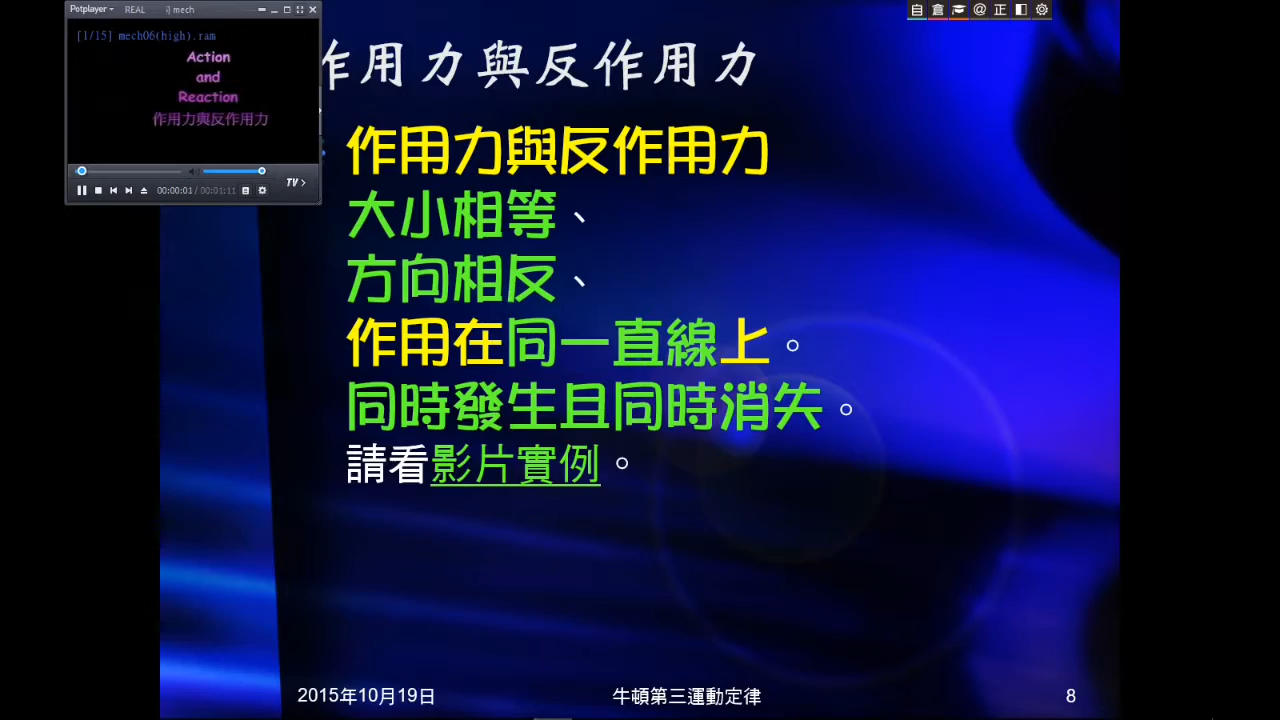 Potplayer REAL mech
[1/15] mech06(high).ram
Action
and
Reaction
作用力與反作用力
00:00:01 / 00:01:11
TV
自 倉 @ 正
作用力與反作用力
作用力與反作用力
大小相等、
方向相反、
作用在同一直線上。
同時發生且同時消失。
請看影片實例。
2015年10月19日
牛頓第三運動定律
8